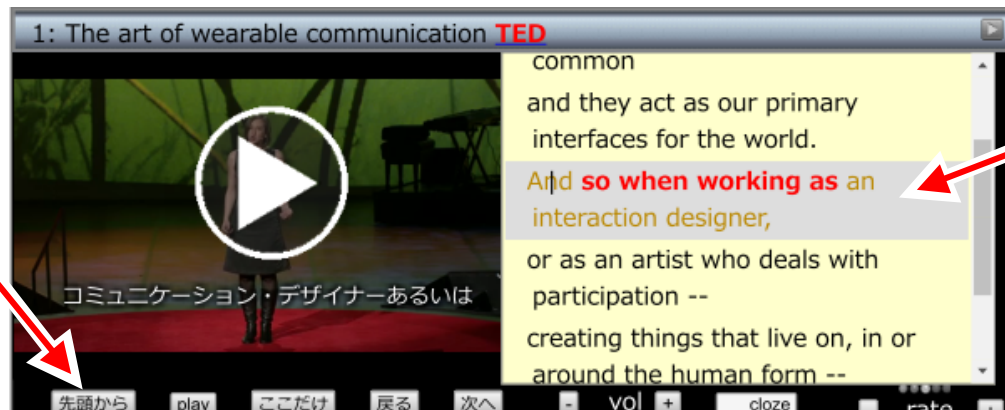 1: The art of wearable communication TED
common
and they act as our primary
interfaces for the world.
And so when working as an
interaction designer,
or as an artist who deals with
participation --
creating things that live on, in or
around the human form --
コミュニケーション・デザイナーあるいは
先頭から play ここだけ 戻る 次へ - vol + cloze - rate +